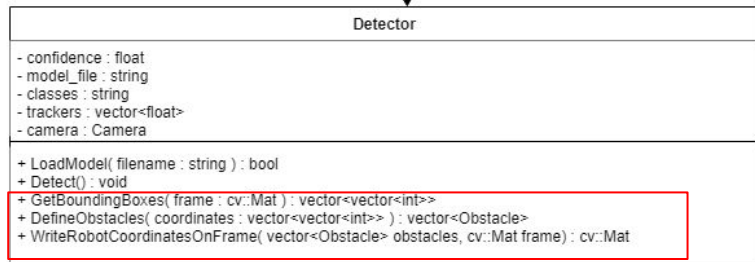 Detector
- confidence : float
- model_file : string
- classes : string
- trackers : vector<float>
- camera : Camera
+ LoadModel( filename : string ) : bool
+ Detect() : void
+ GetBoundingBoxes( frame : cv::Mat ) : vector<vector<int>>
+ DefineObstacles( coordinates : vector<vector<int>> ) : vector<Obstacle>
+ WriteRobotCoordinatesOnFrame( vector<Obstacle> obstacles, cv::Mat frame) : cv::Mat